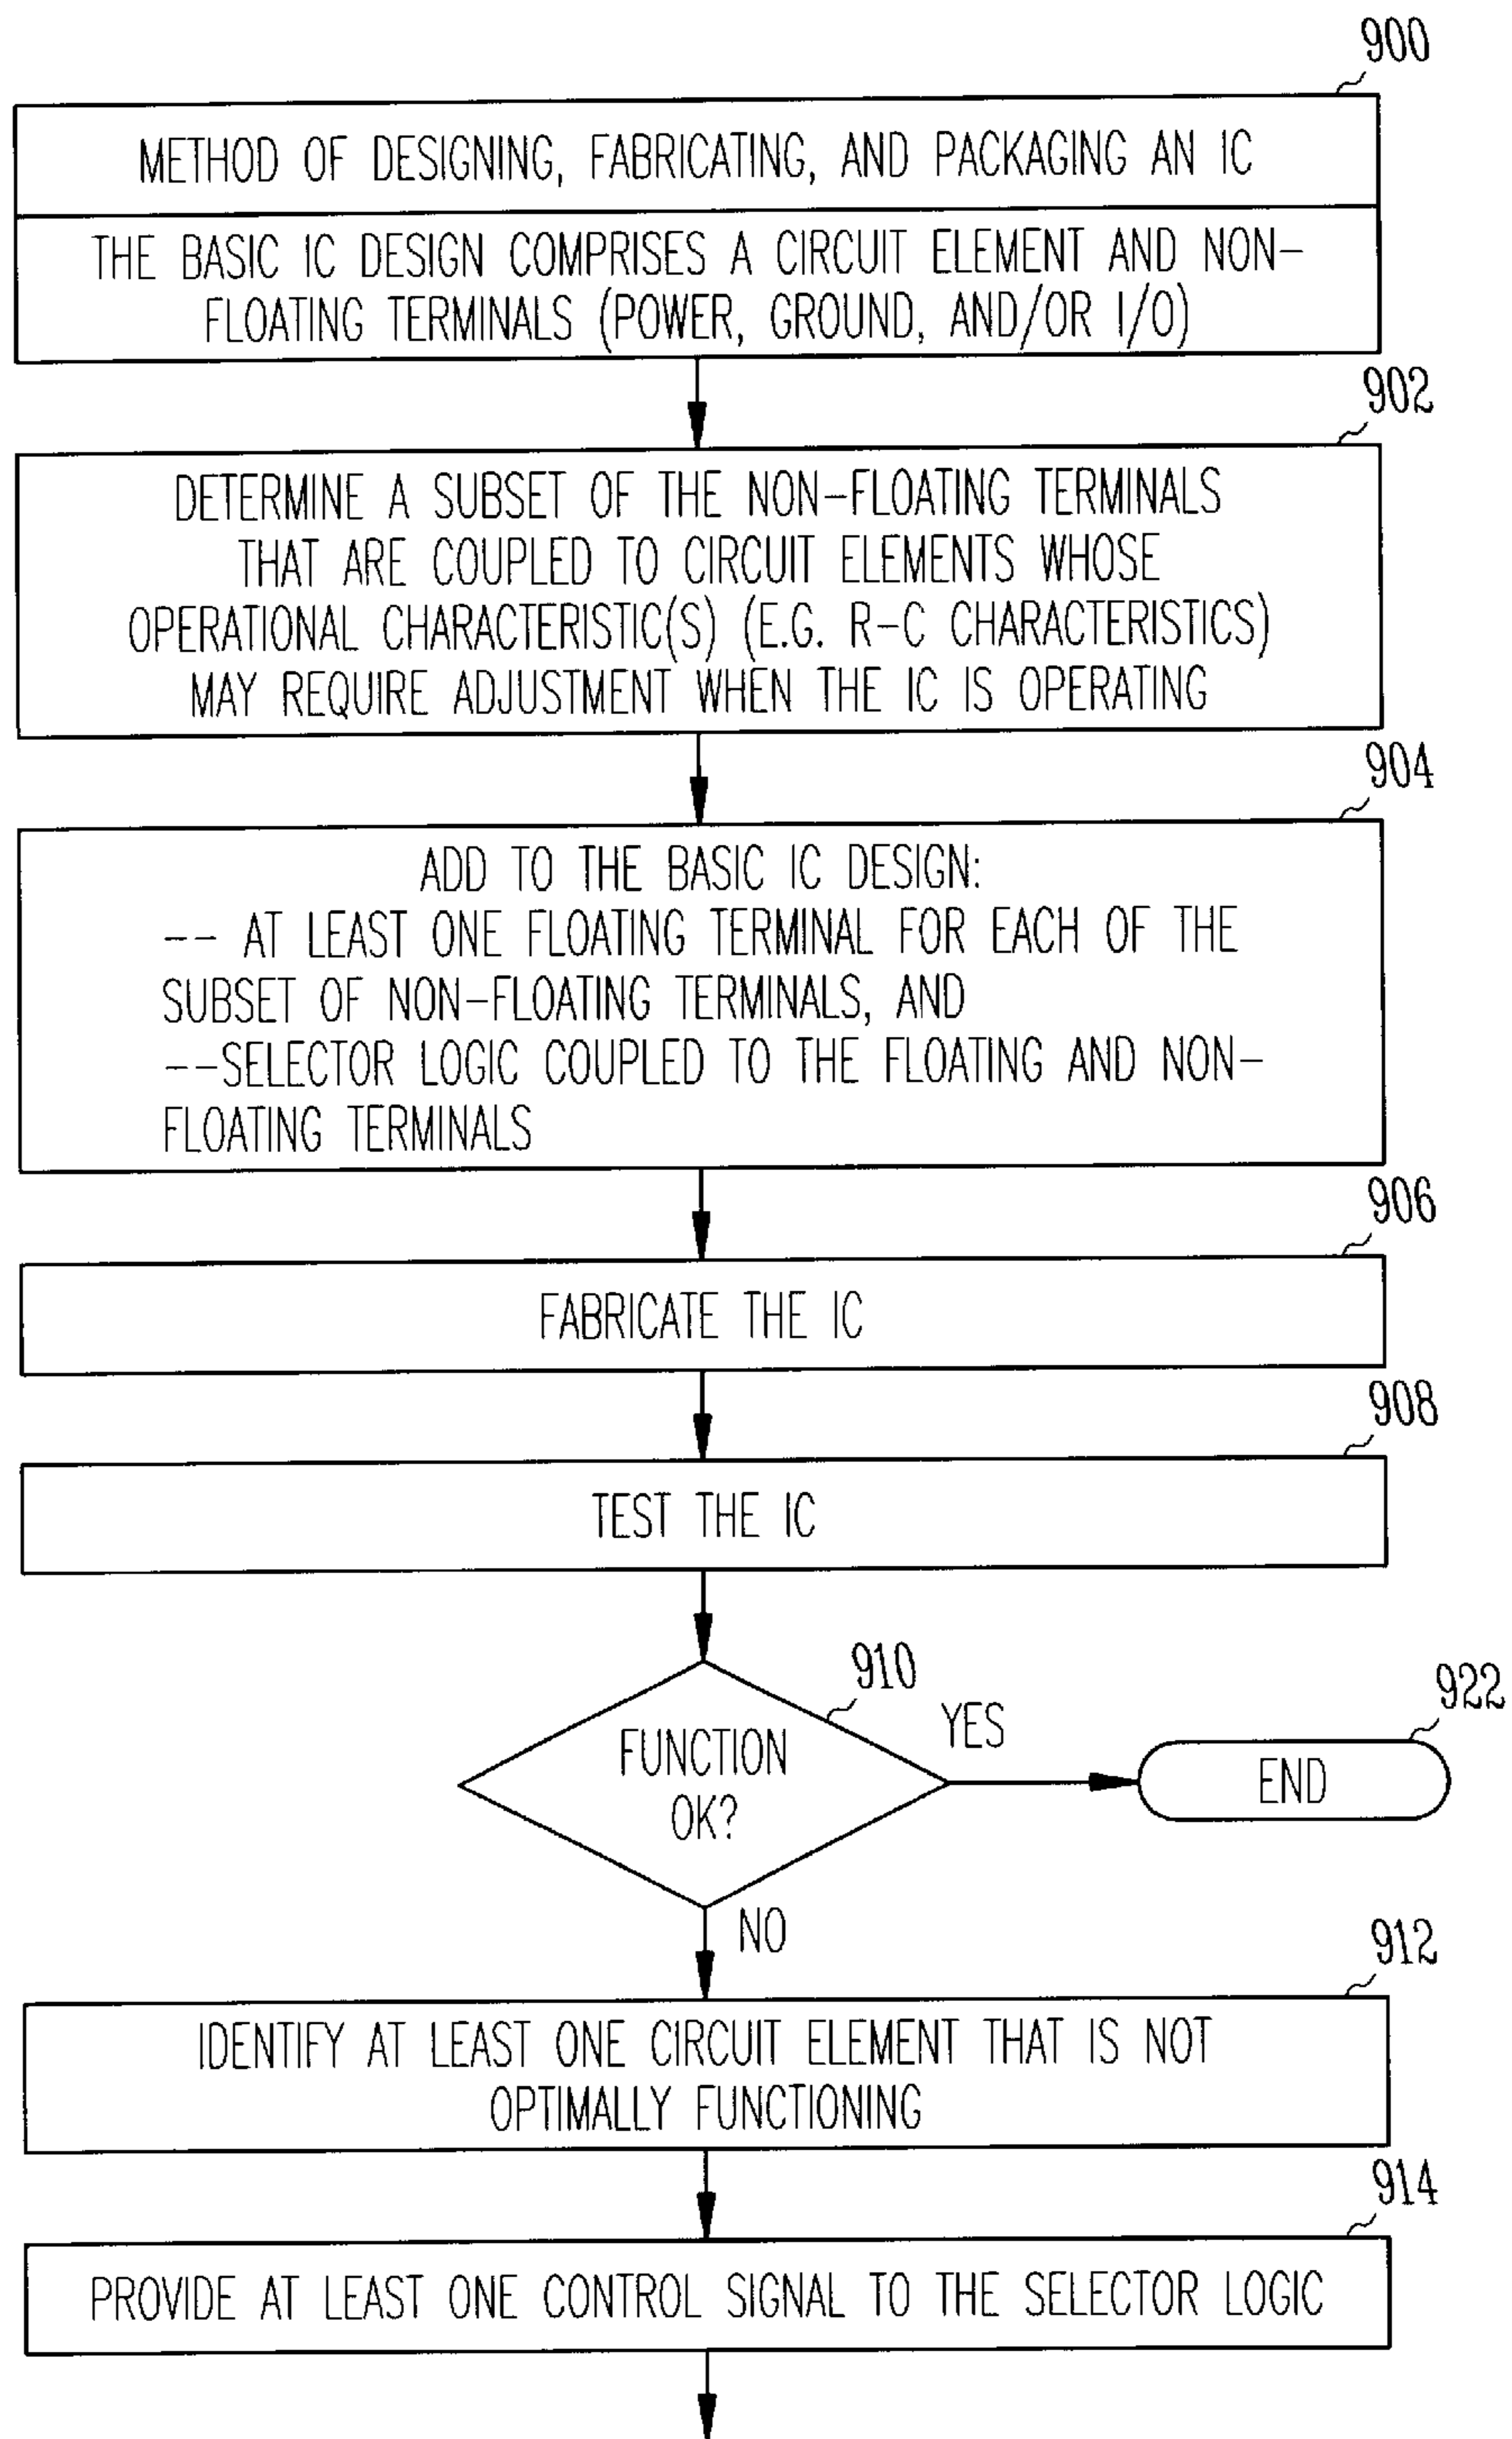 900
METHOD OF DESIGNING, FABRICATING, AND PACKAGING AN IC
THE BASIC IC DESIGN COMPRISES A CIRCUIT ELEMENT AND NON-
FLOATING TERMINALS (POWER, GROUND, AND/OR I/O)
902
DETERMINE A SUBSET OF THE NON-FLOATING TERMINALS
THAT ARE COUPLED TO CIRCUIT ELEMENTS WHOSE
OPERATIONAL CHARACTERISTIC(S) (E.G. R-C CHARACTERISTICS)
MAY REQUIRE ADJUSTMENT WHEN THE IC IS OPERATING
904
ADD TO THE BASIC IC DESIGN:
-- AT LEAST ONE FLOATING TERMINAL FOR EACH OF THE
SUBSET OF NON-FLOATING TERMINALS, AND
--SELECTOR LOGIC COUPLED TO THE FLOATING AND NON-
FLOATING TERMINALS
906
FABRICATE THE IC
908
TEST THE IC
910
FUNCTION
OK?
YES
922
END
NO
912
IDENTIFY AT LEAST ONE CIRCUIT ELEMENT THAT IS NOT
OPTIMALLY FUNCTIONING
914
PROVIDE AT LEAST ONE CONTROL SIGNAL TO THE SELECTOR LOGIC